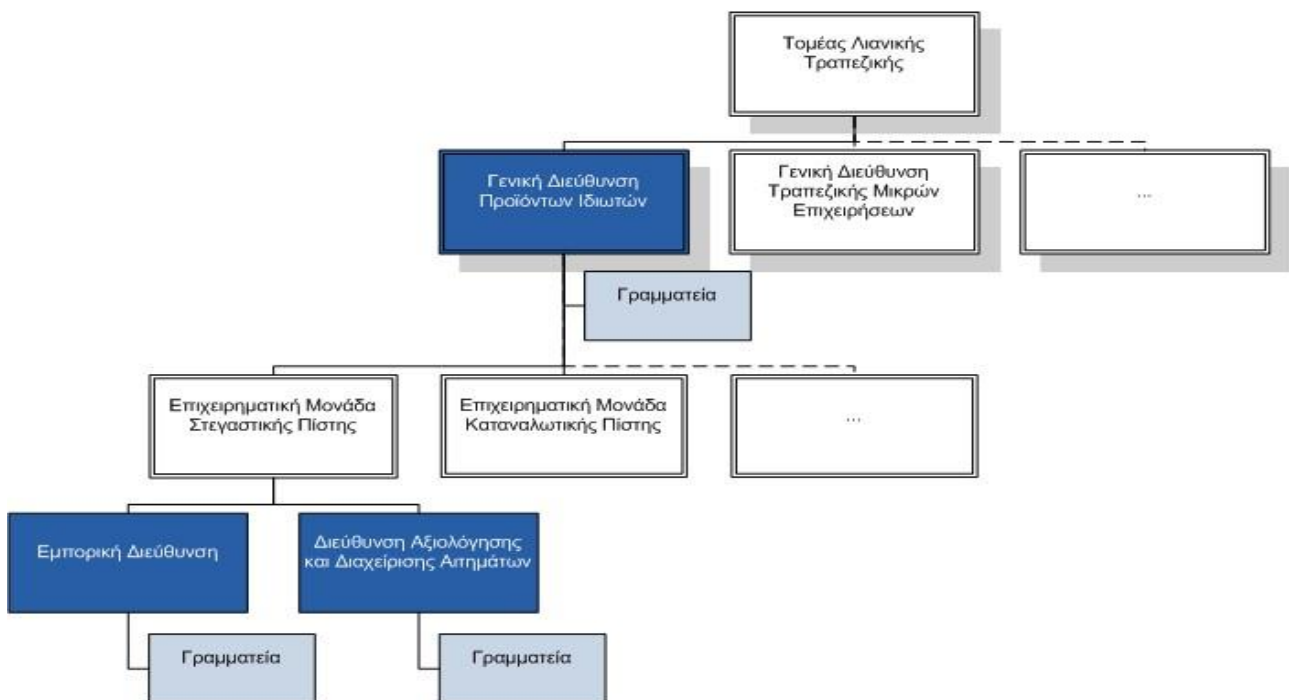 Τομέας Λιανικής
Τραπεζικής
Γενική Διεύθυνση
Προϊόντων Ιδιωτών
Γενική Διεύθυνση
Τραπεζικής Μικρών
Επιχειρήσεων
...
Γραμματεία
Επιχειρηματική Μονάδα
Στεγαστικής Πίστης
Επιχειρηματική Μονάδα
Καταναλωτικής Πίστης
...
Εμπορική Διεύθυνση
Διεύθυνση Αξιολόγησης
και Διαχείρισης Αιτημάτων
Γραμματεία
Γραμματεία